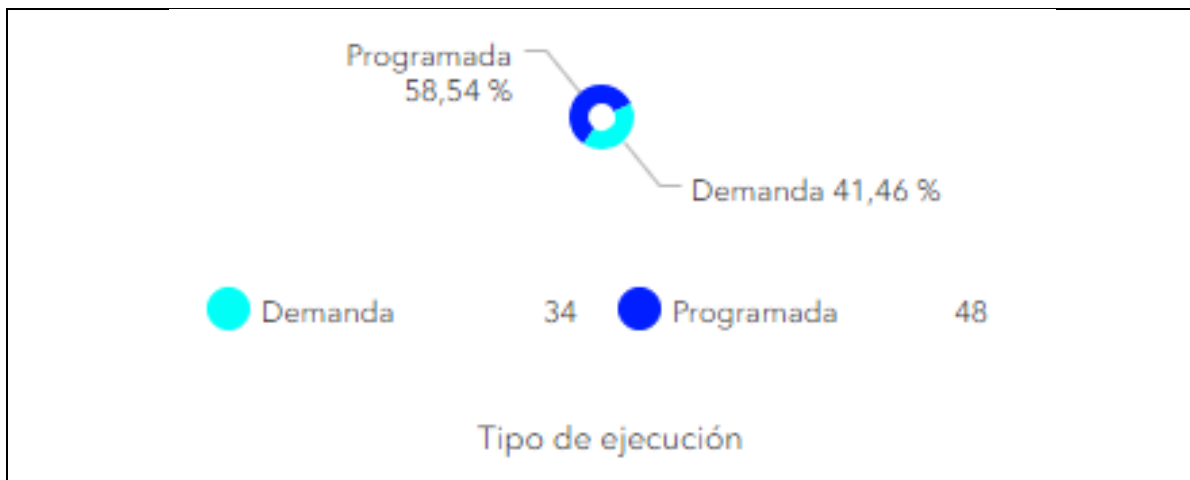 Programada
58,54 %
Demanda 41,46 %
Demanda 34 Programada 48
Tipo de ejecución